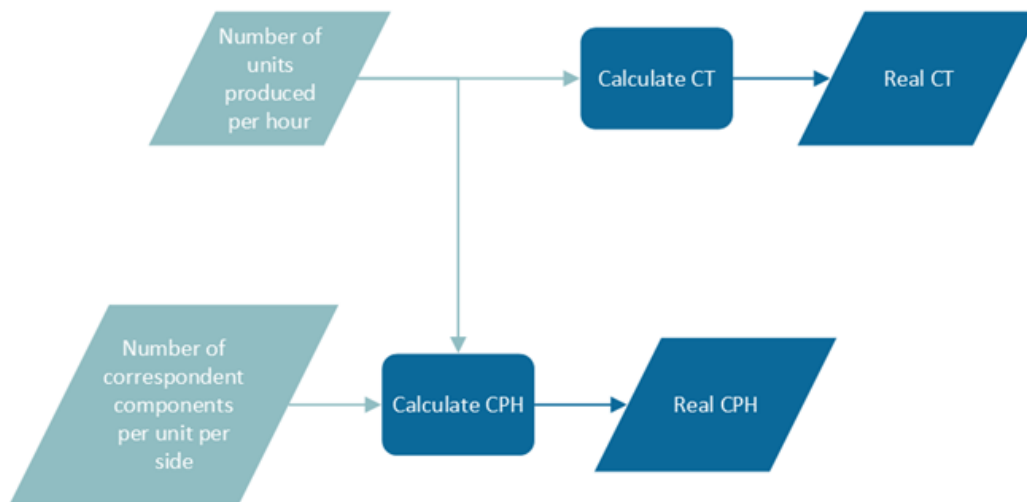 Number of
units
produced
per hour
Calculate CT
Real CT
Number of
correspondent
components
per unit per
side
Calculate CPH
Real CPH